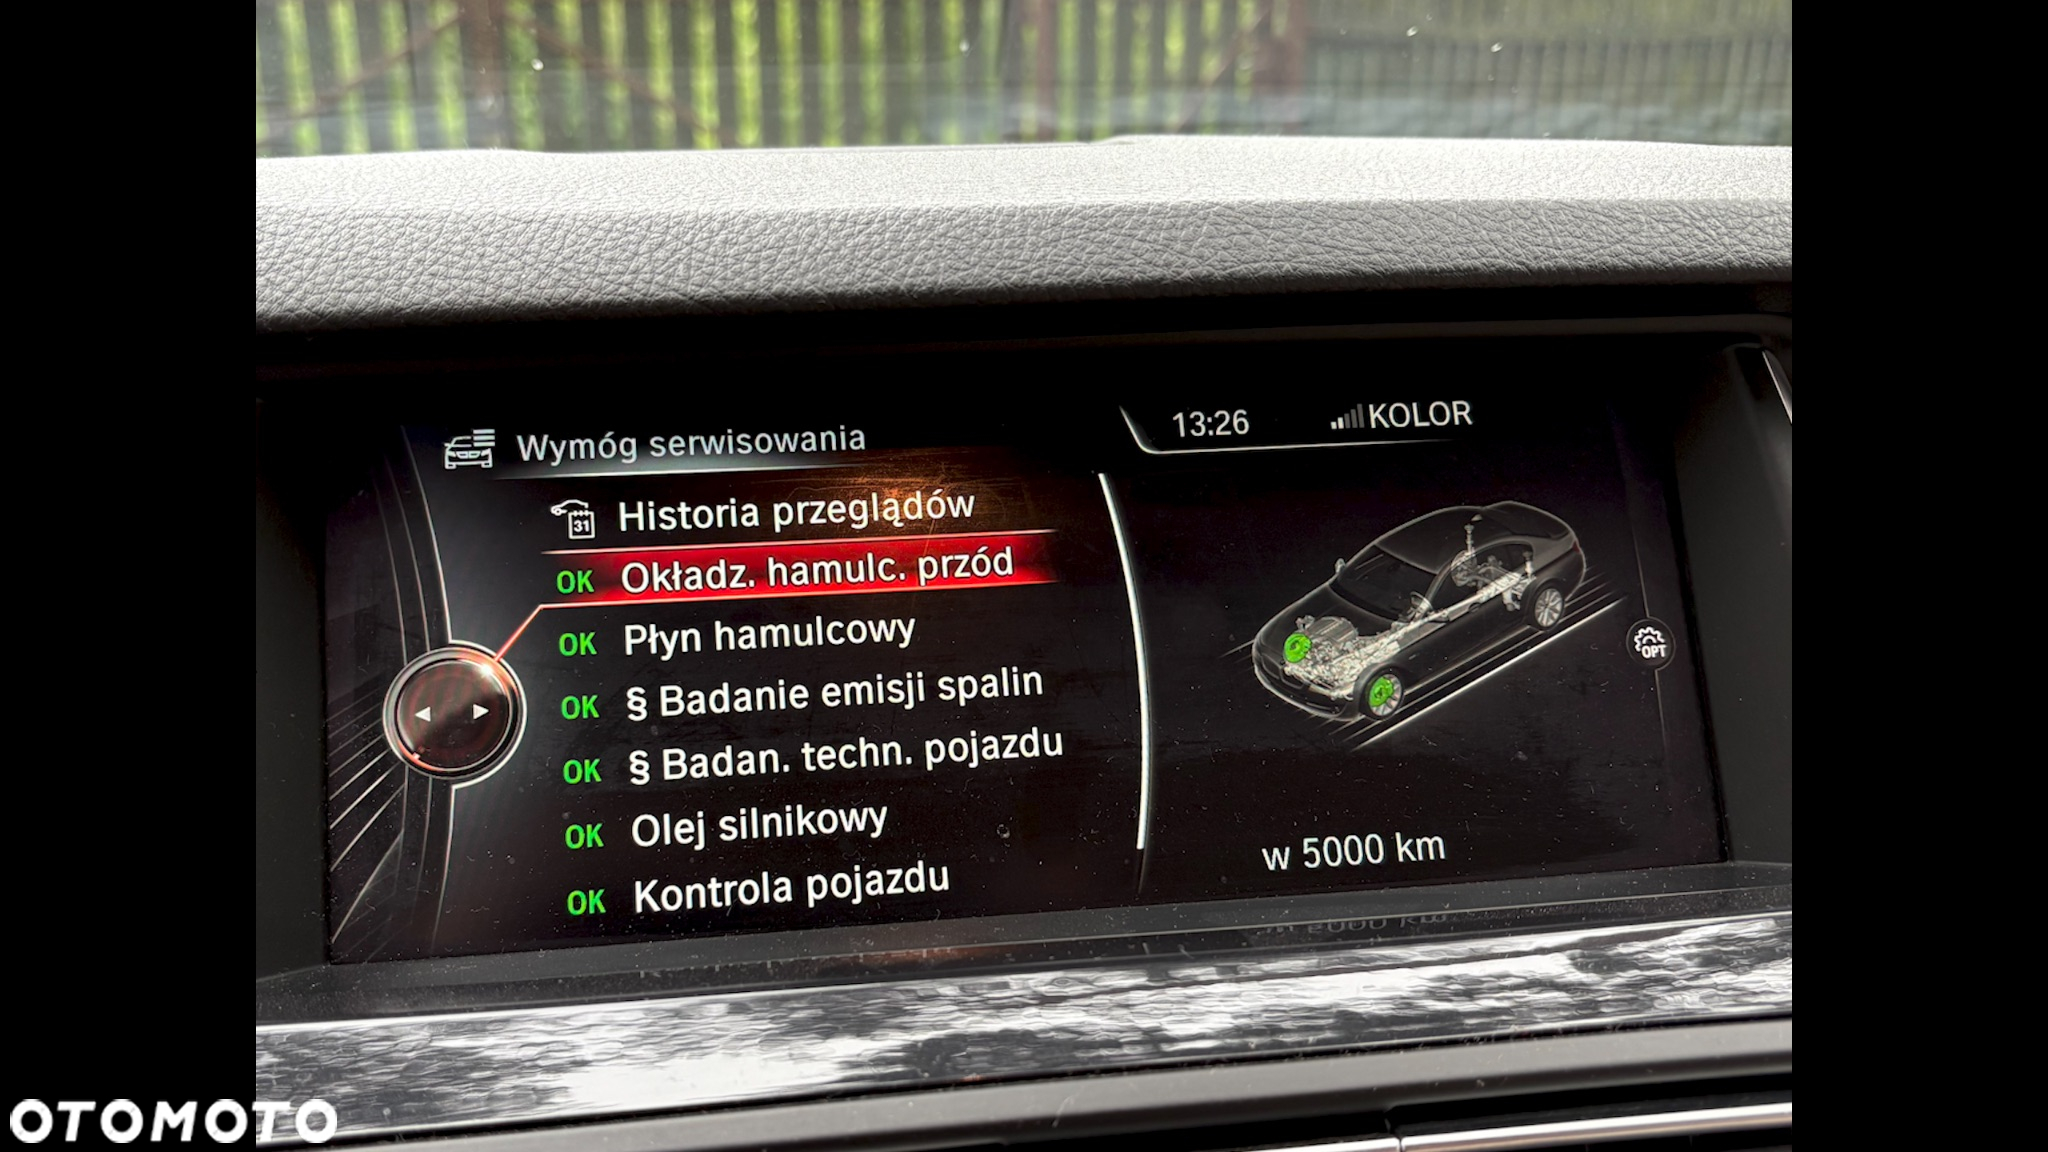 Wymóg serwisowania
13:26
KOLOR
31 Historia przeglądów
OK Okładz. hamulc. przód
OK Płyn hamulcowy
OK § Badanie emisji spalin
OK § Badan. techn. pojazdu
OK Olej silnikowy
OK Kontrola pojazdu
OPT
w 5000 km
OTOMOTO